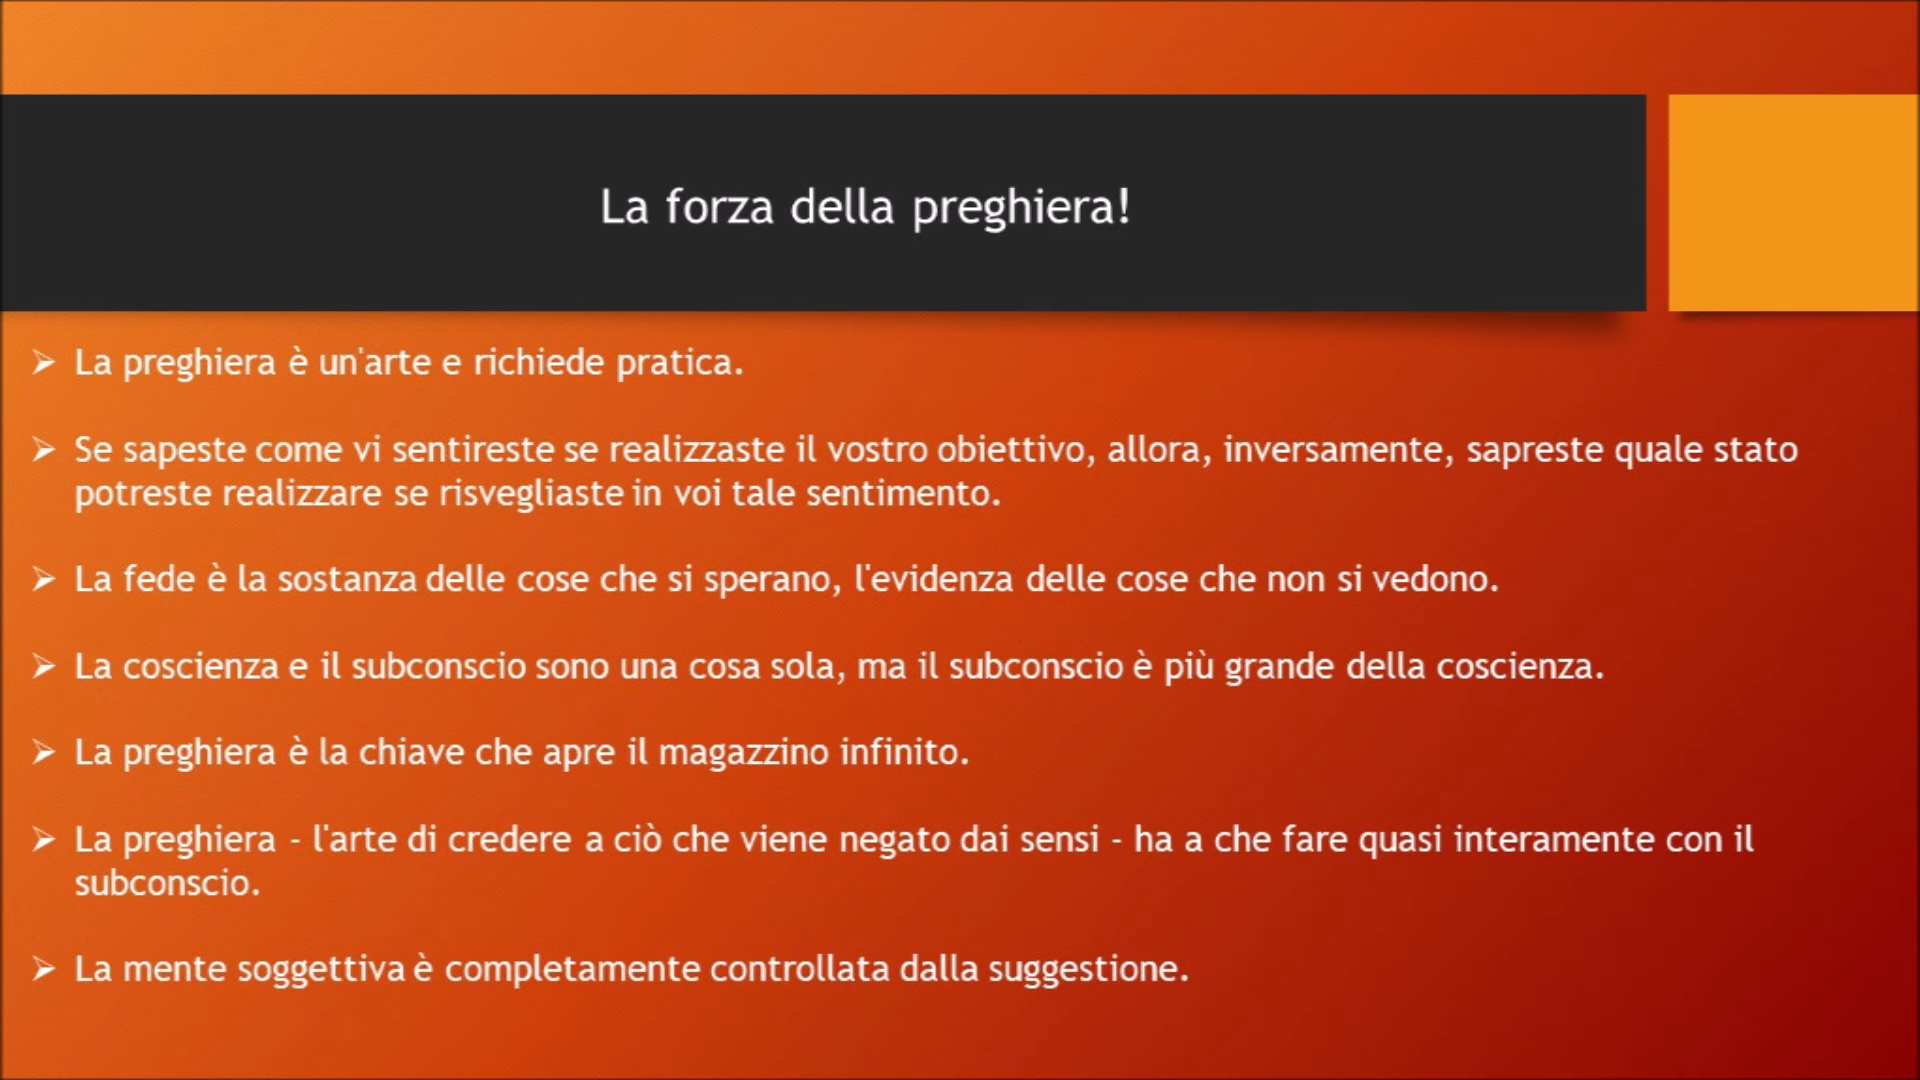 La forza della preghiera!
La preghiera è un'arte e richiede pratica.
Se sapeste come vi sentireste se realizzaste il vostro obiettivo, allora, inversamente, sapreste quale stato
potreste realizzare se risvegliaste in voi tale sentimento.
La fede è la sostanza delle cose che si sperano, l'evidenza delle cose che non si vedono.
La coscienza e il subconscio sono una cosa sola, ma il subconscio è più grande della coscienza.
La preghiera è la chiave che apre il magazzino infinito.
La preghiera - l'arte di credere a ciò che viene negato dai sensi - ha a che fare quasi interamente con il
subconscio.
La mente soggettiva è completamente controllata dalla suggestione.